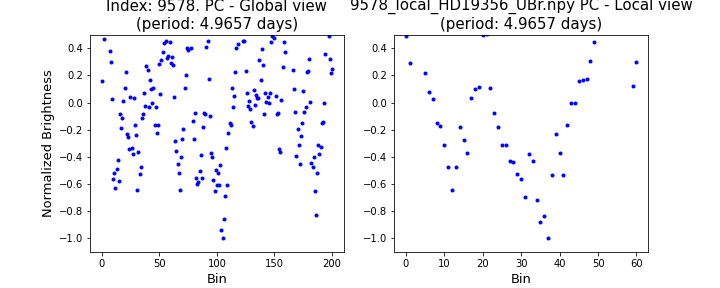 Index: 9578. PC - Global view
(period: 4.9657 days)
9578_local_HD19356_UBr.npy PC - Local view
(period: 4.9657 days)
Normalized Brightness
0.4
0.2
0.0
−0.2
−0.4
−0.6
−0.8
−1.0
0 50 100 150 200
Bin
0.4
0.2
0.0
−0.2
−0.4
−0.6
−0.8
−1.0
0 10 20 30 40 50 60
Bin